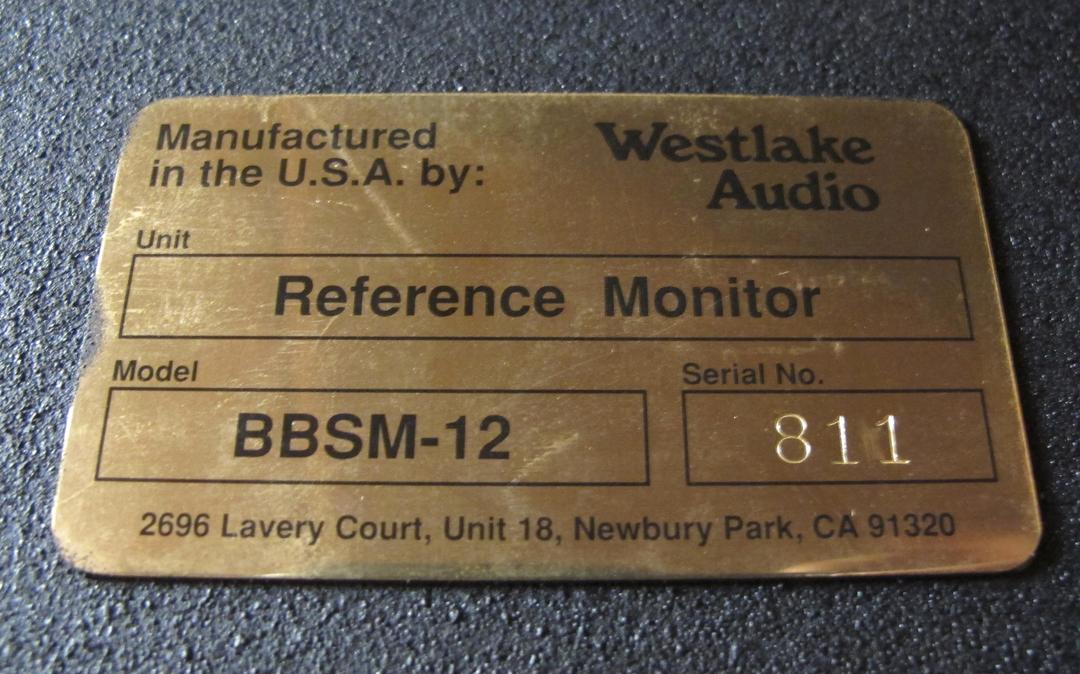 Manufactured
in the U.S.A. by:
Westlake
Audio
Unit
Reference Monitor
Model
BBSM-12
Serial No.
811
2696 Lavery Court, Unit 18, Newbury Park, CA 91320